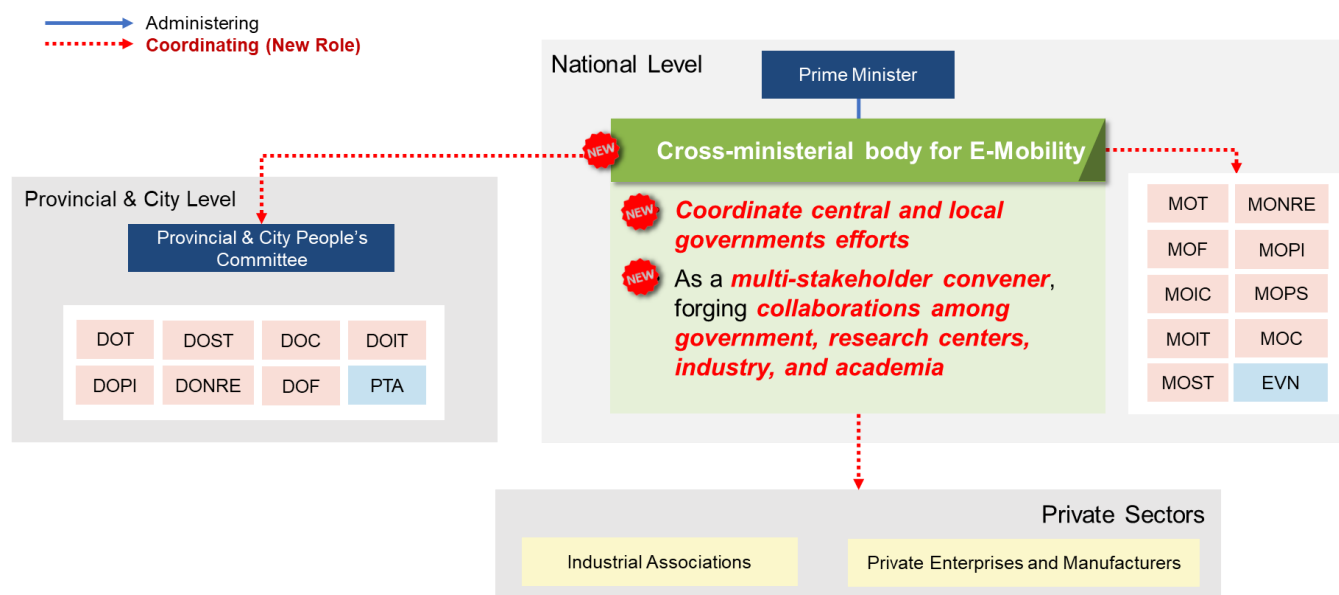 Administering
Coordinating (New Role)
National Level
Prime Minister
NEW
Cross-ministerial body for E-Mobility
NEW
Coordinate central and local
governments efforts
NEW
As a multi-stakeholder convener,
forging collaborations among
government, research centers,
industry, and academia
Provincial & City Level
Provincial & City People's
Committee
DOT DOST DOC DOIT
DOPI DONRE DOF PTA
MOT MONRE
MOF MOPI
MOIC MOPS
MOIT MOC
MOST EVN
Private Sectors
Industrial Associations
Private Enterprises and Manufacturers